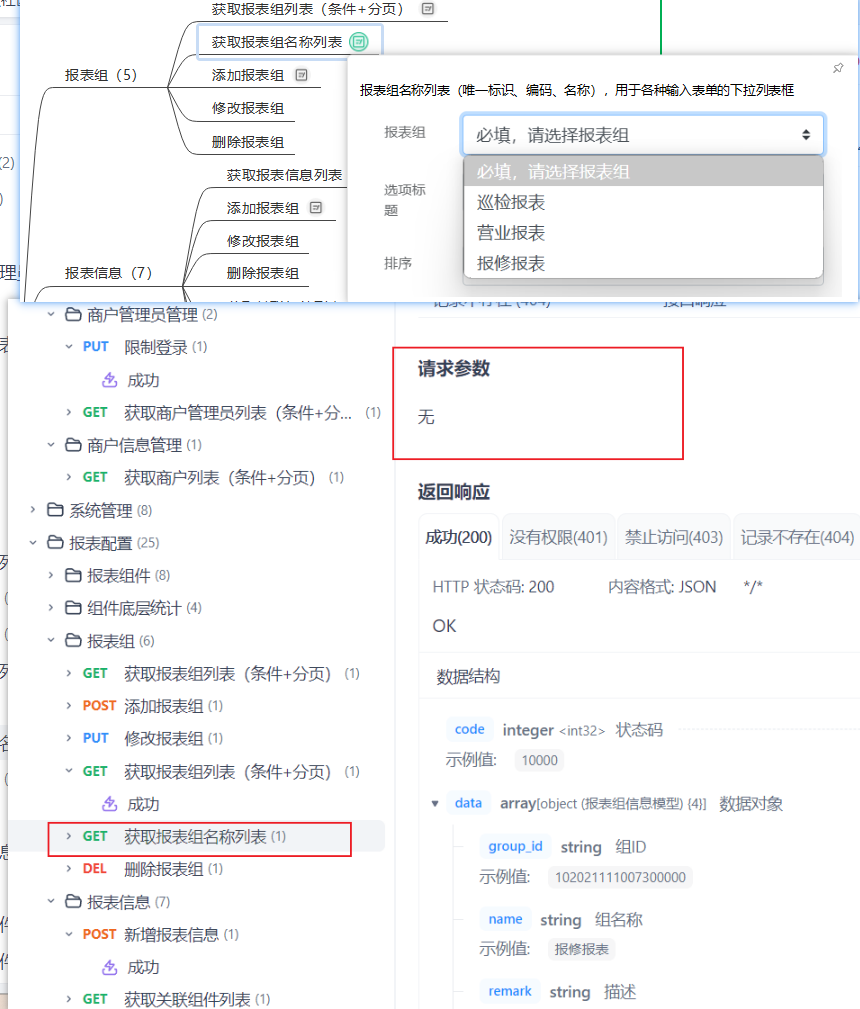 获取报表组列表（条件+分页）
获取报表组名称列表
报表组（5）
添加报表组
修改报表组
删除报表组
获取报表信息列表
添加报表组
修改报表组
报表信息（7）
删除报表组
报表组名称列表（唯一标识、编码、名称），用于各种输入表单的下拉列表框
报表组
必填，请选择报表组
必填，请选择报表组
选项标题
巡检报表
营业报表
排序
报修报表
商户管理员管理 (2)
PUT 限制登录 (1)
成功
GET 获取商户管理员列表（条件+分... (1)
商户信息管理 (1)
GET 获取商户列表（条件+分页） (1)
系统管理 (8)
报表配置 (25)
报表组件 (8)
组件底层统计 (4)
报表组 (6)
GET 获取报表组列表（条件+分页） (1)
POST 添加报表组 (1)
PUT 修改报表组 (1)
GET 获取报表组列表（条件+分页） (1)
成功
GET 获取报表组名称列表 (1)
DEL 删除报表组 (1)
报表信息 (7)
POST 新增报表信息 (1)
成功
GET 获取关联组件列表 (1)
请求参数
无
返回响应
成功(200) 没有权限(401) 禁止访问(403) 记录不存在(404)
HTTP 状态码: 200 内容格式: JSON */*
OK
数据结构
code integer <int32> 状态码
示例值: 10000
data array[object (报表组信息模型) {4}] 数据对象
group_id string 组ID
示例值: 102021111007300000
name string 组名称
示例值: 报修报表
remark string 描述